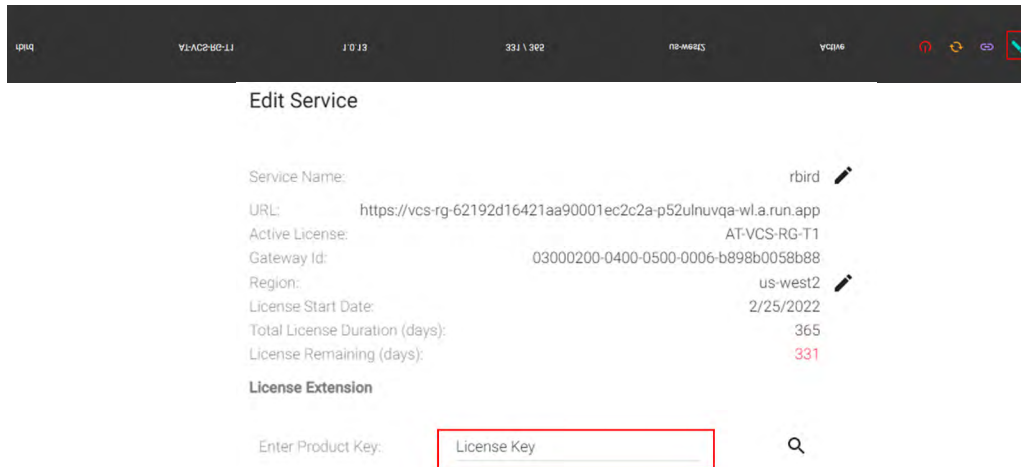 rbird AT-VCS-RG-T1 1.0.13 331 / 365 us-west2 Active
Edit Service
Service Name: rbird
URL: https://vcs-rg-62192d16421aa90001ec2c2a-p52ulnuvqa-wl.a.run.app
Active License: AT-VCS-RG-T1
Gateway Id: 03000200-0400-0500-0006-b898b0058b88
Region: us-west2
License Start Date: 2/25/2022
Total License Duration (days): 365
License Remaining (days): 331
License Extension
Enter Product Key: License Key